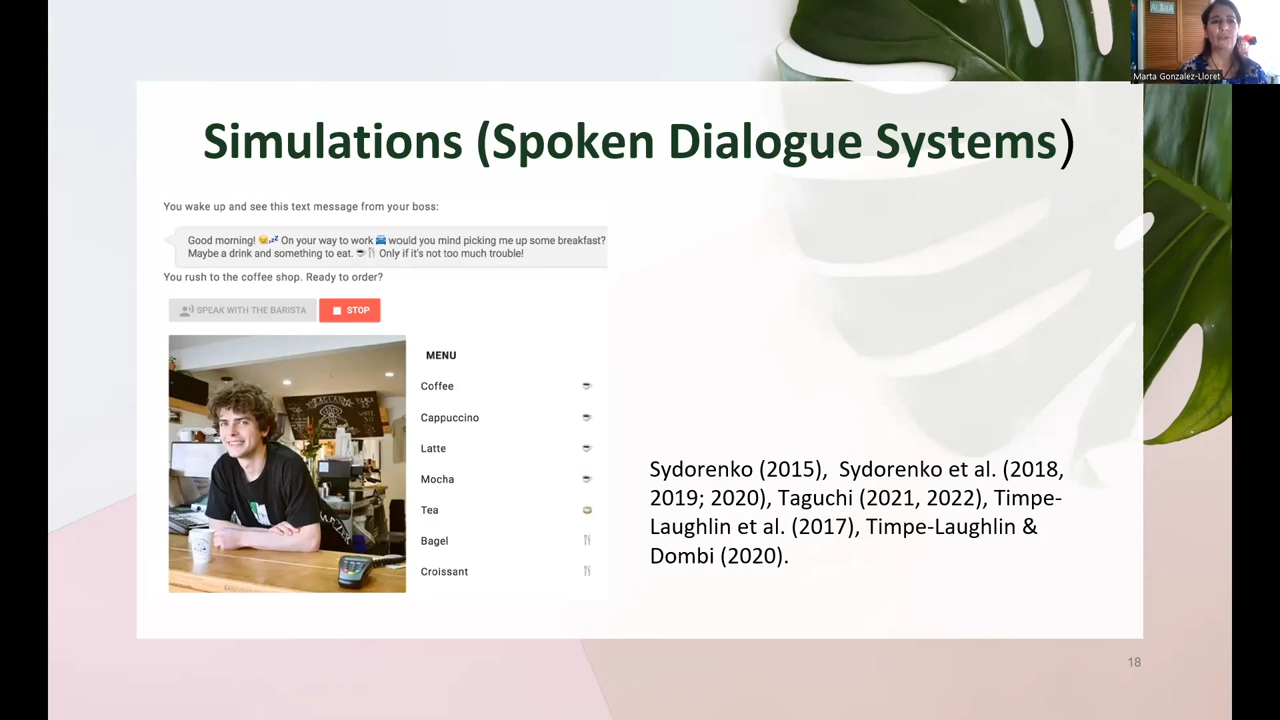 ALOHA
Marta Gonzalez-Lloret
Simulations (Spoken Dialogue Systems)
You wake up and see this text message from your boss:
Good morning! 😴💤 On your way to work 🚘 would you mind picking me up some breakfast?
Maybe a drink and something to eat. ☕🍴 Only if it's not too much trouble!
You rush to the coffee shop. Ready to order?
SPEAK WITH THE BARISTA
STOP
MENU
Coffee
Cappuccino
Latte
Mocha
Tea
Bagel
Croissant
Sydorenko (2015), Sydorenko et al. (2018,
2019; 2020), Taguchi (2021, 2022), Timpe-
Laughlin et al. (2017), Timpe-Laughlin &
Dombi (2020).
18